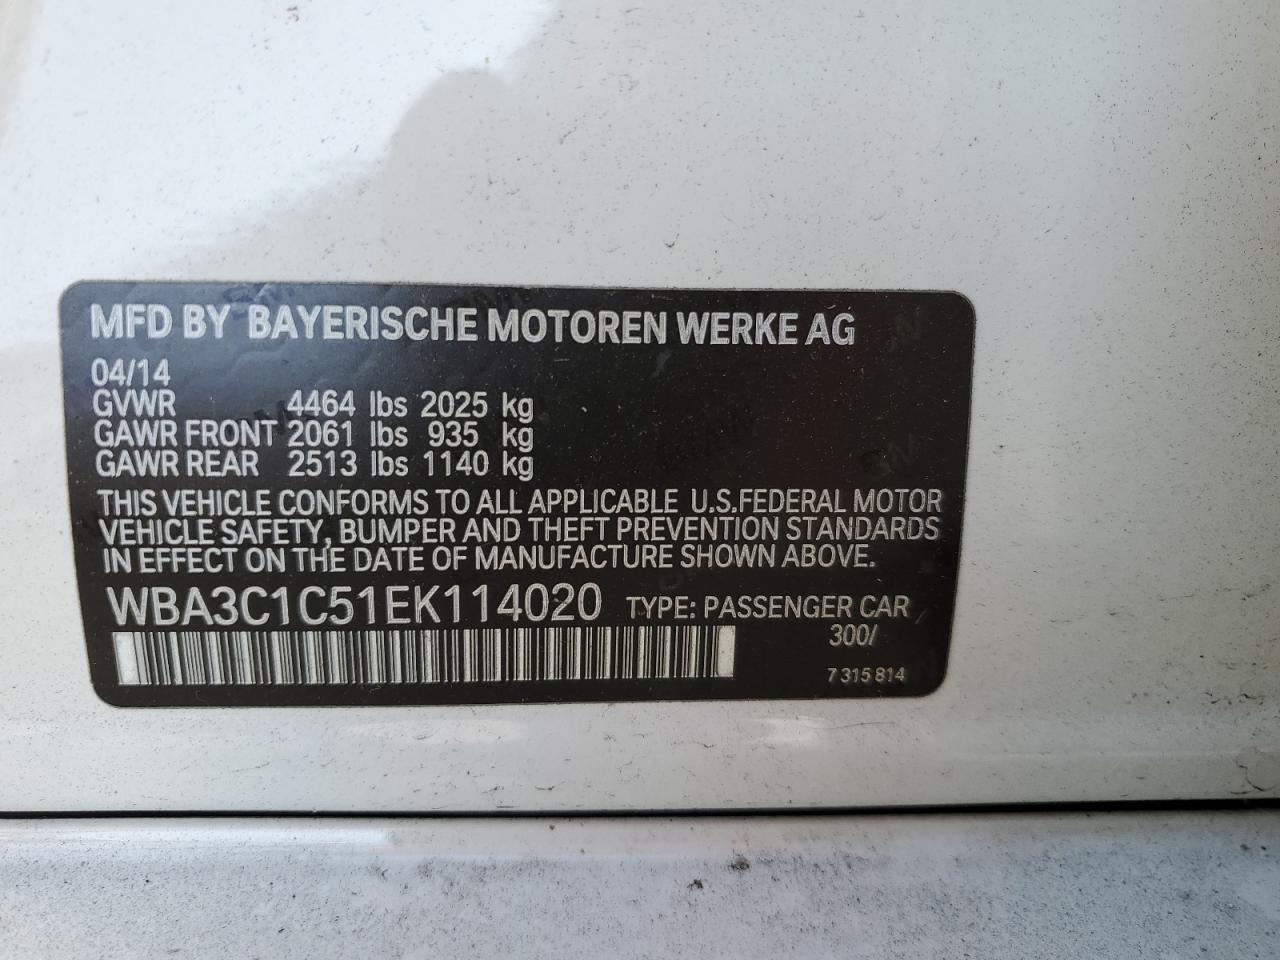 MFD BY BAYERISCHE MOTOREN WERKE AG
04/14
GVWR 4464 lbs 2025 kg
GAWR FRONT 2061 lbs 935 kg
GAWR REAR 2513 lbs 1140 kg
THIS VEHICLE CONFORMS TO ALL APPLICABLE U.S.FEDERAL MOTOR
VEHICLE SAFETY, BUMPER AND THEFT PREVENTION STANDARDS
IN EFFECT ON THE DATE OF MANUFACTURE SHOWN ABOVE.
WBA3C1C51EK114020 TYPE: PASSENGER CAR
300/
7 315 814